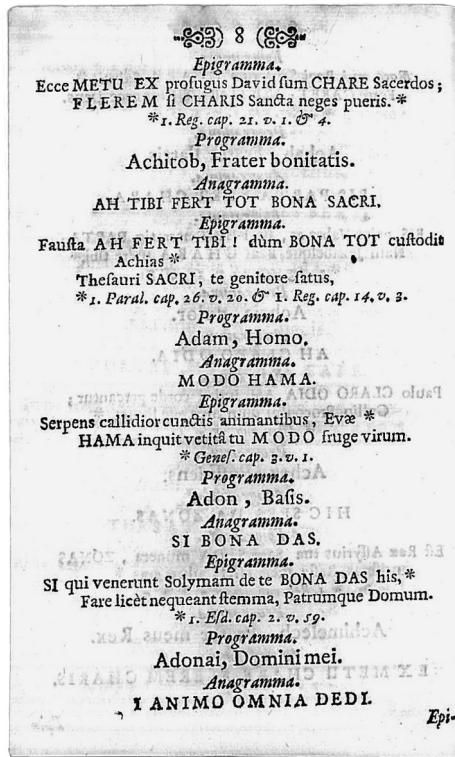 8
Epigramma.
Ecce METU EX profugus David ſum CHARE Sacerdos;
FLEREM ſi CHARIS Sancta neges pueris. *
*1. Reg. cap. 21. v. 1. & 4.
Programma.
Achitob, Frater bonitatis.
Anagramma.
AH TIBI FERT TOT BONA SACRI.
Epigramma.
Fauſta AH FERT TIBI! dùm BONA TOT cuſtodit
Achias *
Theſauri SACRI, te genitore ſatus,
*1. Paral. cap. 26. v. 20. & 1. Reg. cap. 14. v. 3.
Programma.
Adam, Homo.
Anagramma.
MODO HAMA.
Epigramma.
Serpens callidior cunctis animantibus, Evæ *
HAMA inquit vetitâ tu MODO fruge virum.
* Geneſ. cap. 3. v. 1.
Programma.
Adon, Baſis.
Anagramma.
SI BONA DAS.
Epigramma.
SI qui venerunt Solymam de te BONA DAS his, *
Fare licèt nequeant ſtemma, Patrumque Domum.
*1. Eſd. cap. 2. v. 59.
Programma.
Adonai, Domini mei.
Anagramma.
I ANIMO OMNIA DEDI.
Epi-